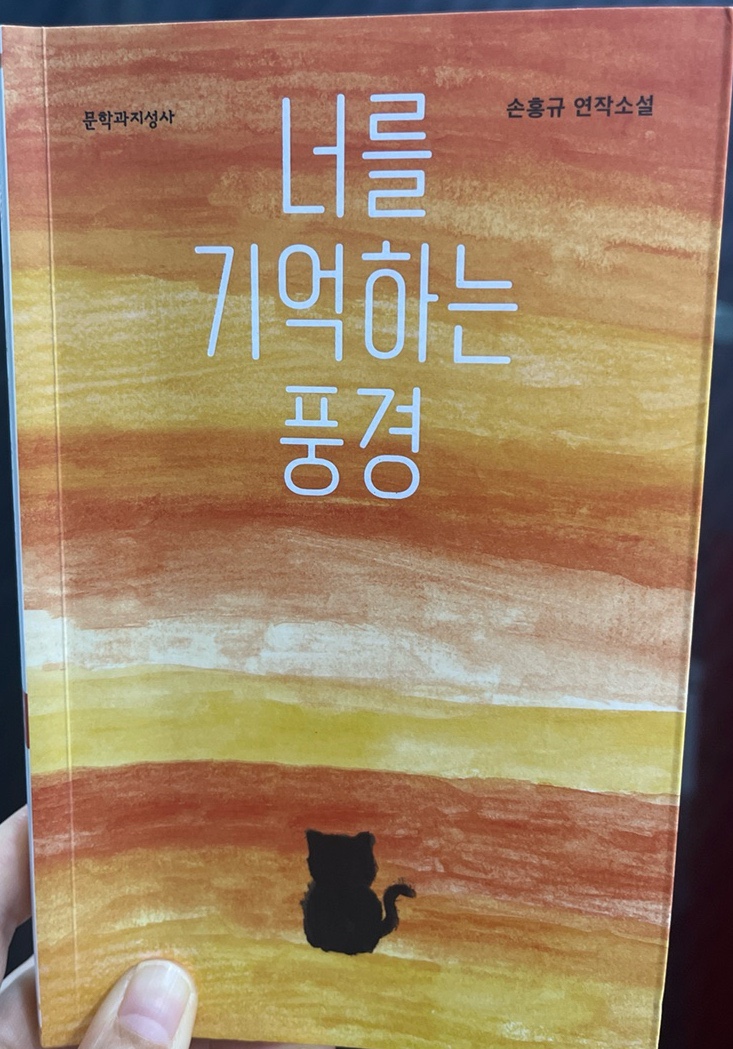 문학과지성사
손홍규 연작소설
너를
기억하는
풍경